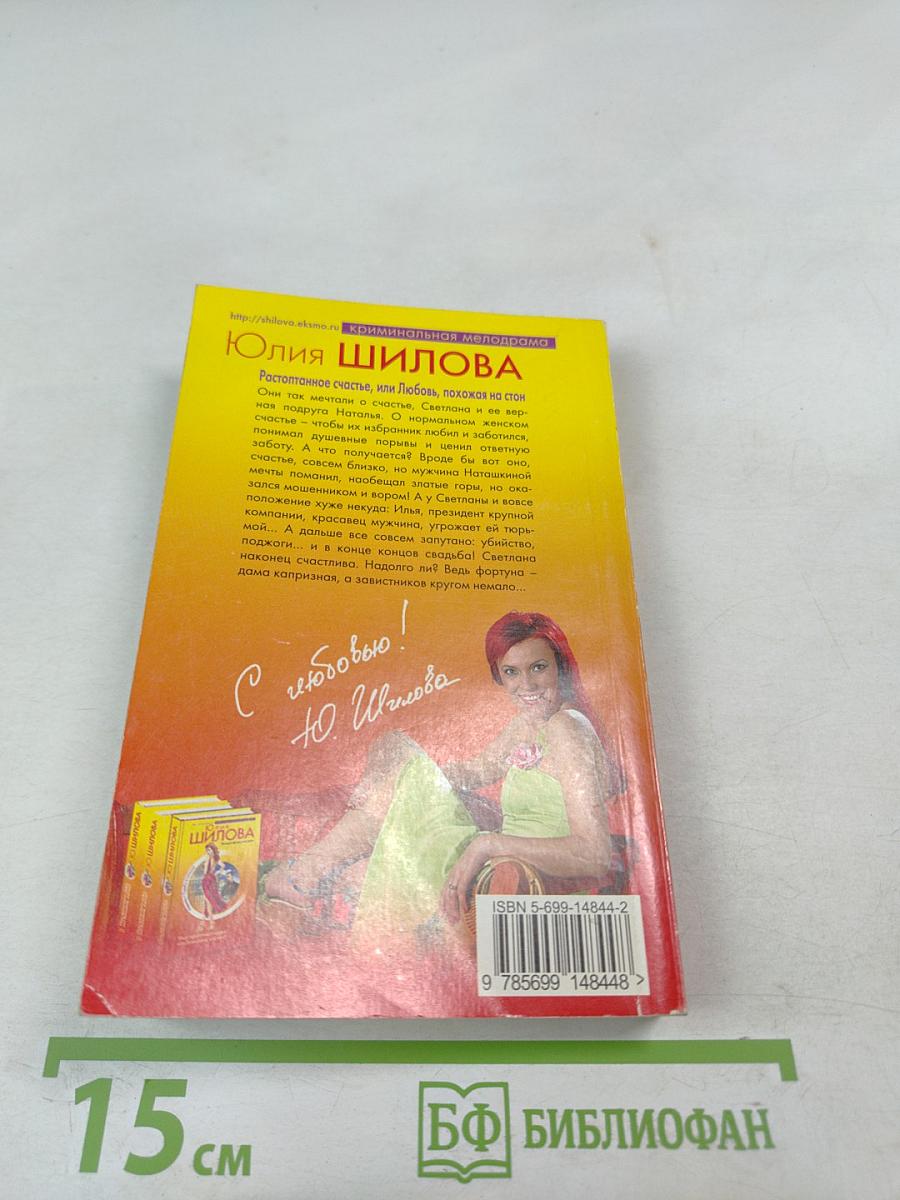 http://shilova.eksmo.ru криминальная мелодрама
Юлия ШИЛОВА
Растоптанное счастье, или Любовь, похожая на стон
Они так мечтали о счастье, Светлана и ее вер-
ная подруга Наталья. О нормальном женском
счастье – чтобы их избранник любил и заботился,
понимал душевные порывы и ценил ответную
заботу. А что получается? Вроде бы вот оно,
счастье, совсем близко, но мужчина Наташкиной
мечты поманил, наобещал златые горы, но ока-
зался мошенником и вором! А у Светланы и вовсе
положение хуже некуда: Илья, президент крупной
компании, красавец мужчина, угрожает ей тюрь-
мой... А дальше все совсем запутано: убийство,
поджоги... и в конце концов свадьба! Светлана
наконец счастлива. Надолго ли? Ведь фортуна –
дама капризная, а завистников кругом немало...
С любовью!
Ю. Шилова
Ю ШИЛОВА
Ю ШИЛОВА
Ю ШИЛОВА
Ю
ШИЛОВА
ISBN 5-699-14844-2
9 785699 148448 >
15 см
БФ БИБЛИОФАН